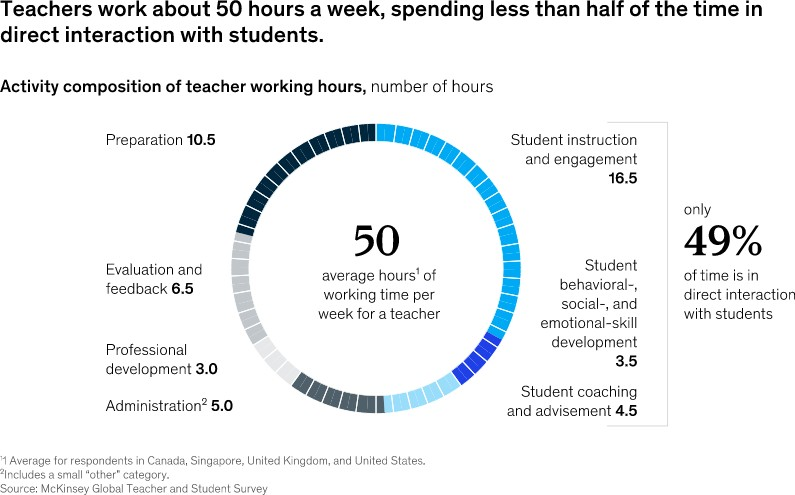 Teachers work about 50 hours a week, spending less than half of the time in
direct interaction with students.
Activity composition of teacher working hours, number of hours
Preparation 10.5
Evaluation and
feedback 6.5
Professional
development 3.0
Administration² 5.0
50
average hours¹ of
working time per
week for a teacher
Student instruction
and engagement
16.5
Student
behavioral-,
social-, and
emotional-skill
development
3.5
Student coaching
and advisement 4.5
only
49%
of time is in
direct interaction
with students
¹1 Average for respondents in Canada, Singapore, United Kingdom, and United States.
²Includes a small “other” category.
Source: McKinsey Global Teacher and Student Survey